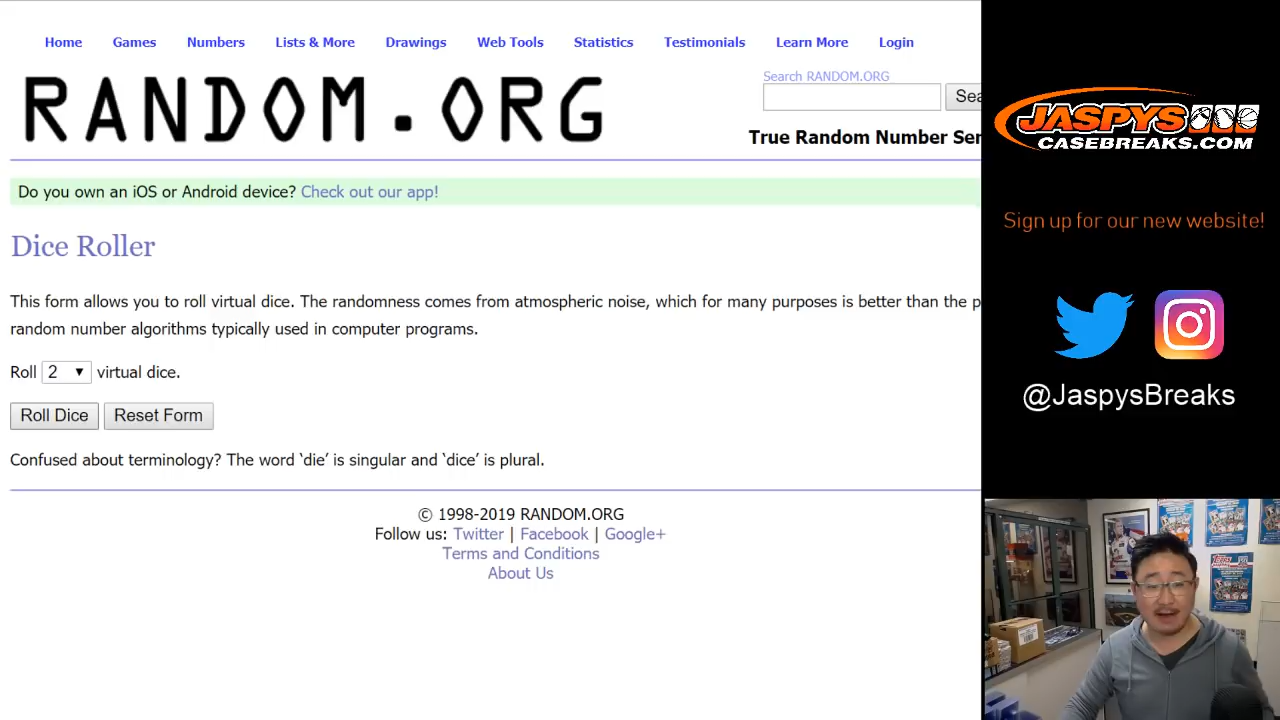 Home Games Numbers Lists & More Drawings Web Tools Statistics Testimonials Learn More Login
RANDOM.ORG
Search RANDOM.ORG
Sea
True Random Number Ser
Do you own an iOS or Android device? Check out our app!
Dice Roller
This form allows you to roll virtual dice. The randomness comes from atmospheric noise, which for many purposes is better than the p
random number algorithms typically used in computer programs.
Roll 2 virtual dice.
Roll Dice Reset Form
Confused about terminology? The word ‘die’ is singular and ‘dice’ is plural.
© 1998-2019 RANDOM.ORG
Follow us: Twitter | Facebook | Google+
Terms and Conditions
About Us
JASPYS
CASEBREAKS.COM
Sign up for our new website!
@JaspysBreaks